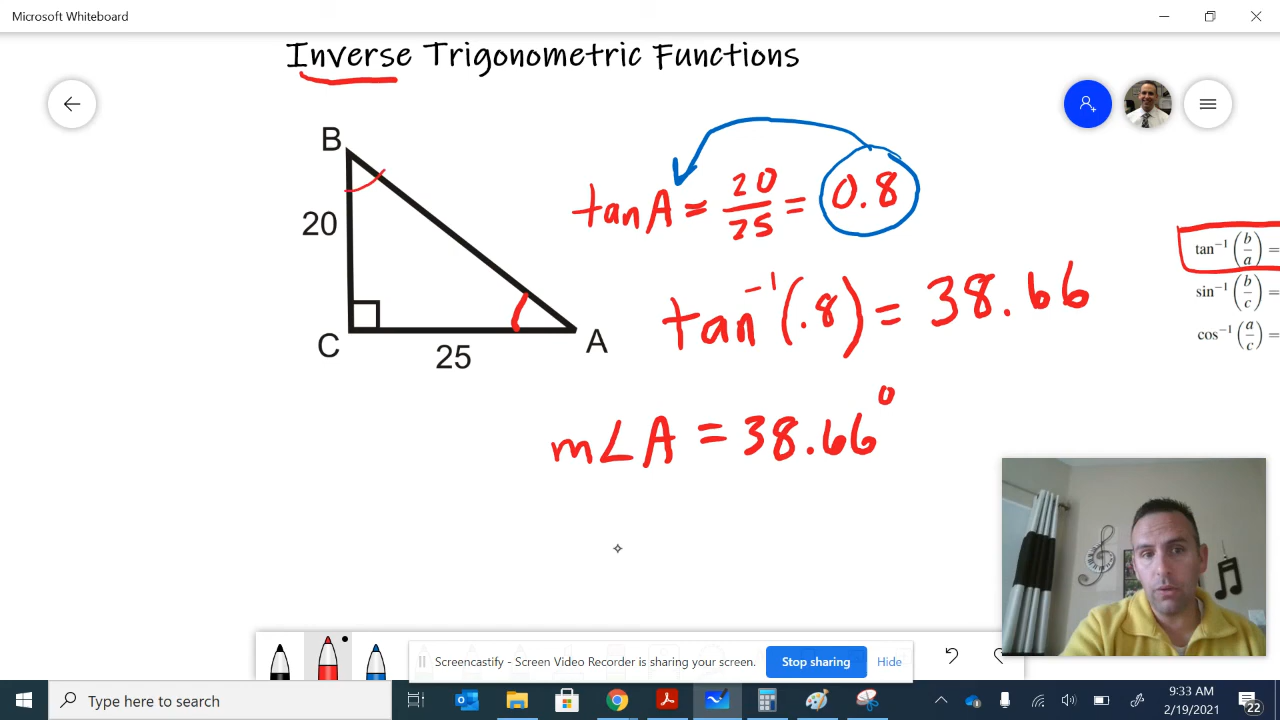 Microsoft Whiteboard
Inverse Trigonometric Functions
B
20
C
25
A
tan A = 20/25 = 0.8
tan⁻¹(.8) = 38.66
m∠A = 38.66°
tan⁻¹(b/a) =
sin⁻¹(b/c) =
cos⁻¹(a/c) =
Screencastify - Screen Video Recorder is sharing your screen.
Stop sharing
Hide
Type here to search
9:33 AM
2/19/2021
22